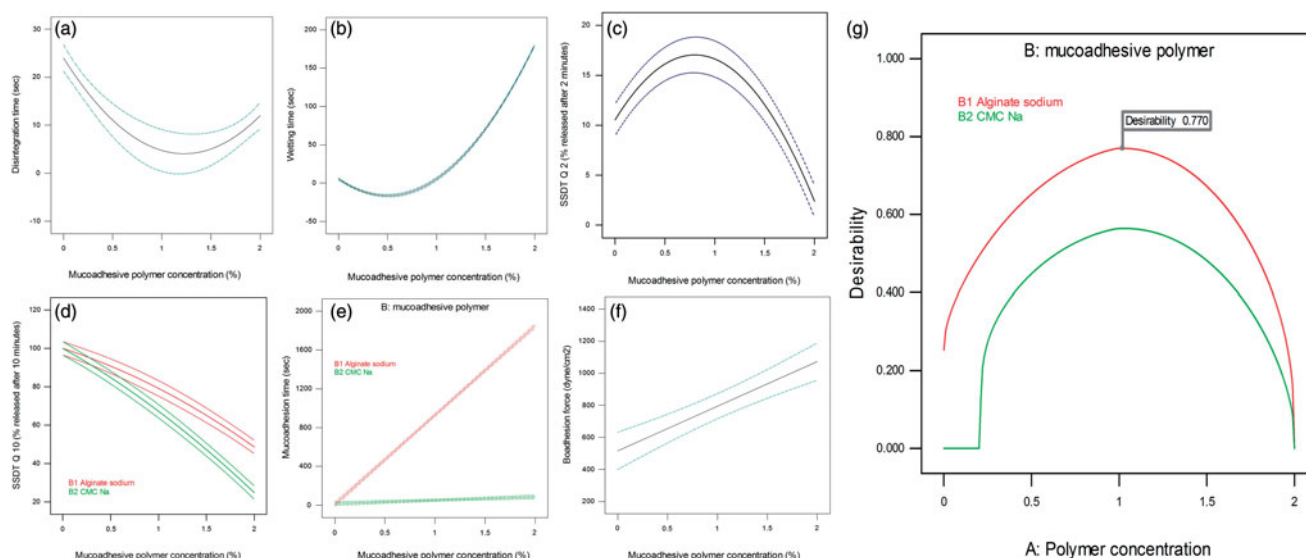 (a)
Disintegration time (sec)
30
20
10
0
-10
0
0.5
1
1.5
2
Mucoadhesive polymer concentration (%)
(b)
Wetting time (sec)
200
150
100
50
0
-50
0
0.5
1
1.5
2
Mucoadhesive polymer concentration (%)
(c)
SSDT Q 2 (% released after 2 minutes)
20
15
10
5
0
0
0.5
1
1.5
2
Mucoadhesive polymer concentration (%)
(d)
SSDT Q 10 (% released after 10 minutes)
120
100
80
60
40
20
B1 Alginate sodium
B2 CMC Na
0
0.5
1
1.5
2
Mucoadhesive polymer concentration (%)
(e)
B: mucoadhesive polymer
Mucoadhesion time (sec)
2000
1600
1200
800
400
0
B1 Alginate sodium
B2 CMC Na
0
0.5
1
1.5
2
Mucoadhesive polymer concentration (%)
(f)
Boadhesion force (dyne/cm2)
1400
1200
1000
800
600
400
200
0
0.5
1
1.5
2
Mucoadhesive polymer concentration (%)
(g)
B: mucoadhesive polymer
B1 Alginate sodium
B2 CMC Na
Desirability 0.770
Desirability
1.000
0.800
0.600
0.400
0.200
0.000
0
0.5
1
1.5
2
A: Polymer concentration